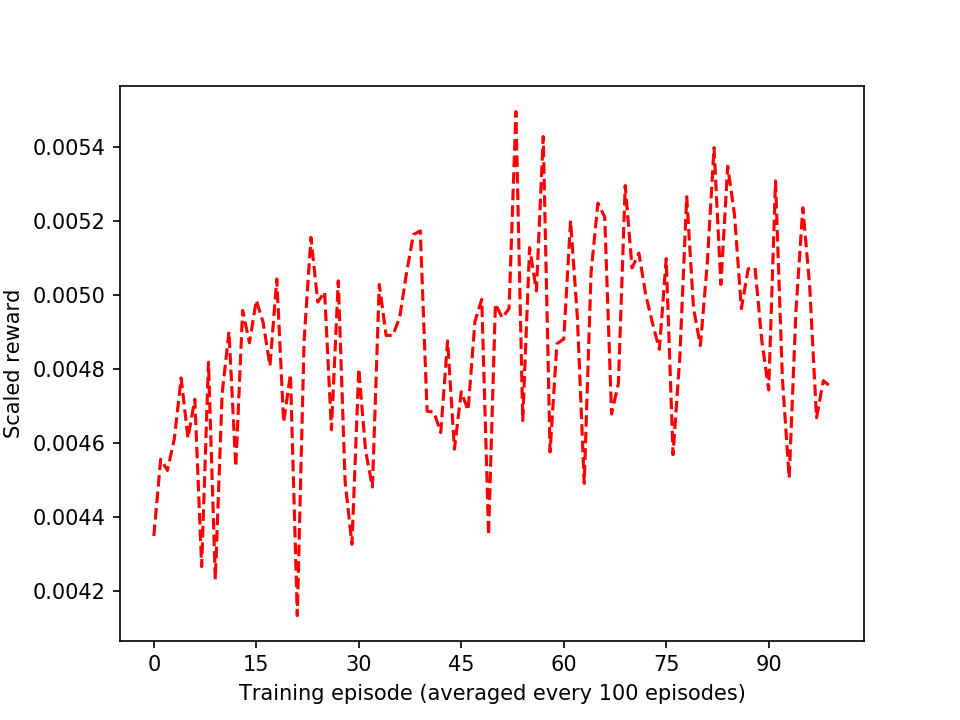 0.0054
0.0052
0.0050
0.0048
0.0046
0.0044
0.0042
Scaled reward
0 15 30 45 60 75 90
Training episode (averaged every 100 episodes)